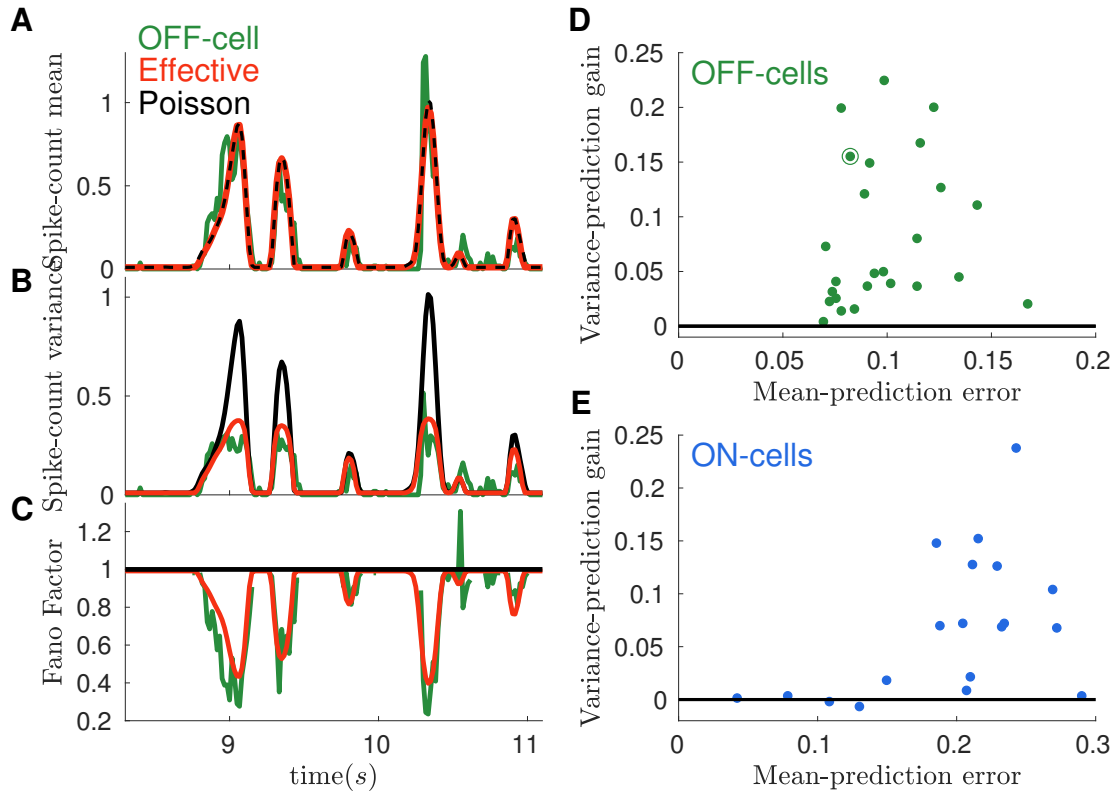 A
OFF-cell
Effective
Poisson
Spike-count mean
1
0.5
0
B
Spike-count variance
1
0.5
0
C
Fano Factor
1.2
1
0.8
0.6
0.4
0.2
9
10
11
time(s)
D
OFF-cells
Variance-prediction gain
0.25
0.2
0.15
0.1
0.05
0
0
0.05
0.1
0.15
0.2
Mean-prediction error
E
ON-cells
Variance-prediction gain
0.25
0.2
0.15
0.1
0.05
0
0
0.1
0.2
0.3
Mean-prediction error